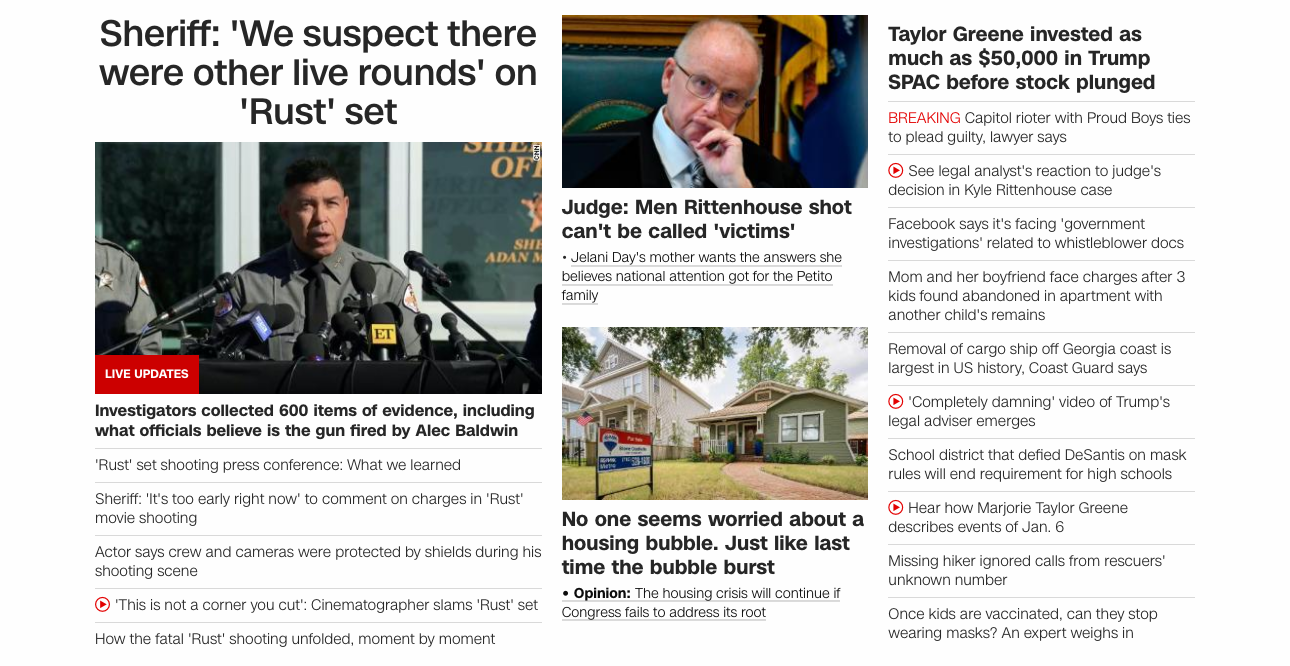 Sheriff: 'We suspect there
were other live rounds' on
'Rust' set
CNN
SHE
OFF
SHE
ADAN M
ET
LIVE UPDATES
Investigators collected 600 items of evidence, including
what officials believe is the gun fired by Alec Baldwin
'Rust' set shooting press conference: What we learned
Sheriff: 'It's too early right now' to comment on charges in 'Rust'
movie shooting
Actor says crew and cameras were protected by shields during his
shooting scene
'This is not a corner you cut': Cinematographer slams 'Rust' set
How the fatal 'Rust' shooting unfolded, moment by moment
Judge: Men Rittenhouse shot
can't be called 'victims'
• Jelani Day's mother wants the answers she
believes national attention got for the Petito
family
For Sale
RE/MAX
No one seems worried about a
housing bubble. Just like last
time the bubble burst
• Opinion: The housing crisis will continue if
Congress fails to address its root
Taylor Greene invested as
much as $50,000 in Trump
SPAC before stock plunged
BREAKING Capitol rioter with Proud Boys ties
to plead guilty, lawyer says
See legal analyst's reaction to judge's
decision in Kyle Rittenhouse case
Facebook says it's facing 'government
investigations' related to whistleblower docs
Mom and her boyfriend face charges after 3
kids found abandoned in apartment with
another child's remains
Removal of cargo ship off Georgia coast is
largest in US history, Coast Guard says
'Completely damning' video of Trump's
legal adviser emerges
School district that defied DeSantis on mask
rules will end requirement for high schools
Hear how Marjorie Taylor Greene
describes events of Jan. 6
Missing hiker ignored calls from rescuers'
unknown number
Once kids are vaccinated, can they stop
wearing masks? An expert weighs in